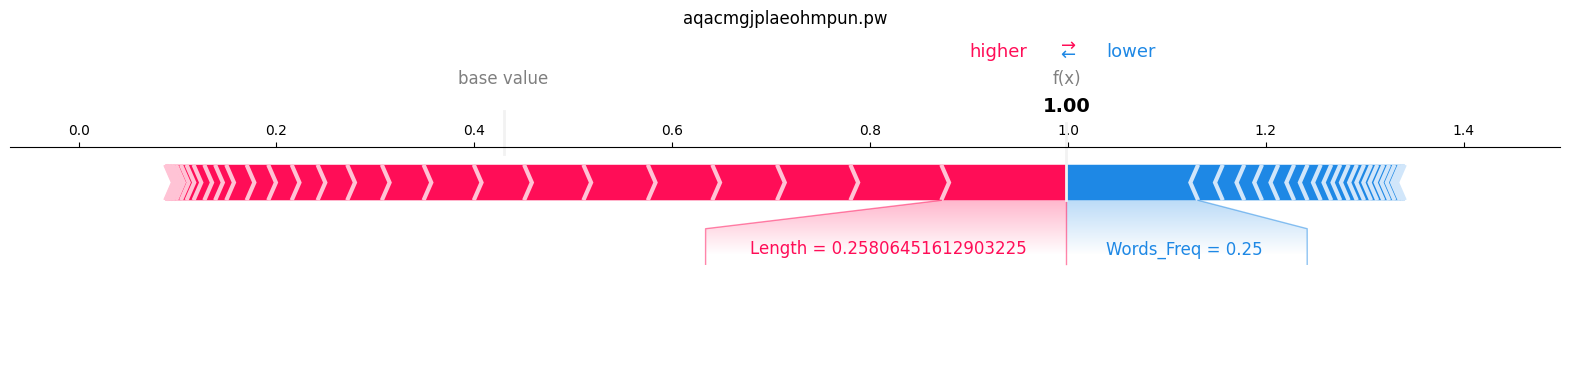 aqacmgjplaeohmpun.pw
higher → ← lower
base value f(x)
1.00
0.0 0.2 0.4 0.6 0.8 1.0 1.2 1.4
Length = 0.25806451612903225 Words_Freq = 0.25